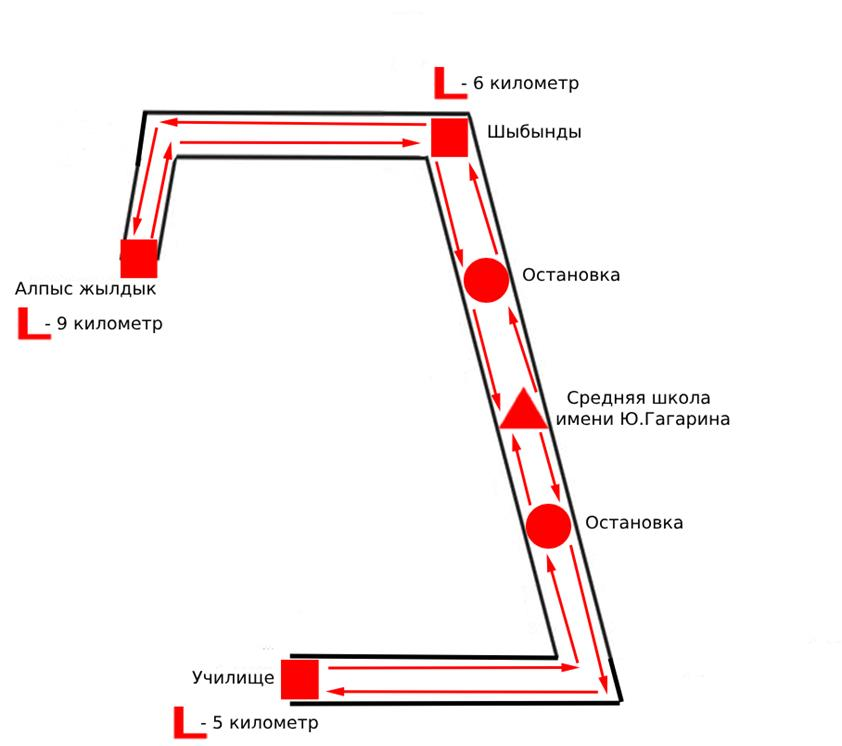 L - 6 километр
Шыбынды
Остановка
Алпыс жылдык
L - 9 километр
Средняя школа
имени Ю.Гагарина
Остановка
Училище
L - 5 километр